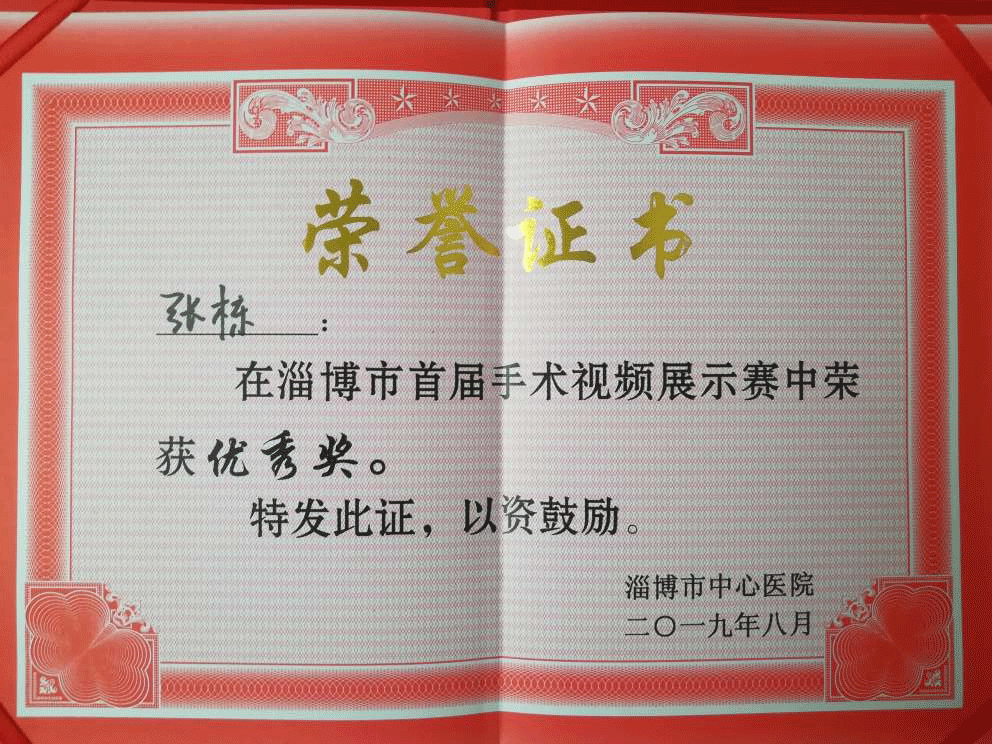 荣誉证书
张栋：
在淄博市首届手术视频展示赛中荣
获优秀奖。
特发此证，以资鼓励。
淄博市中心医院
二〇一九年八月